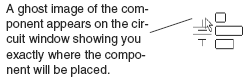 A ghost image of the com-
ponent appears on the cir-
cuit window showing you
exactly where the compo-
nent will be placed.